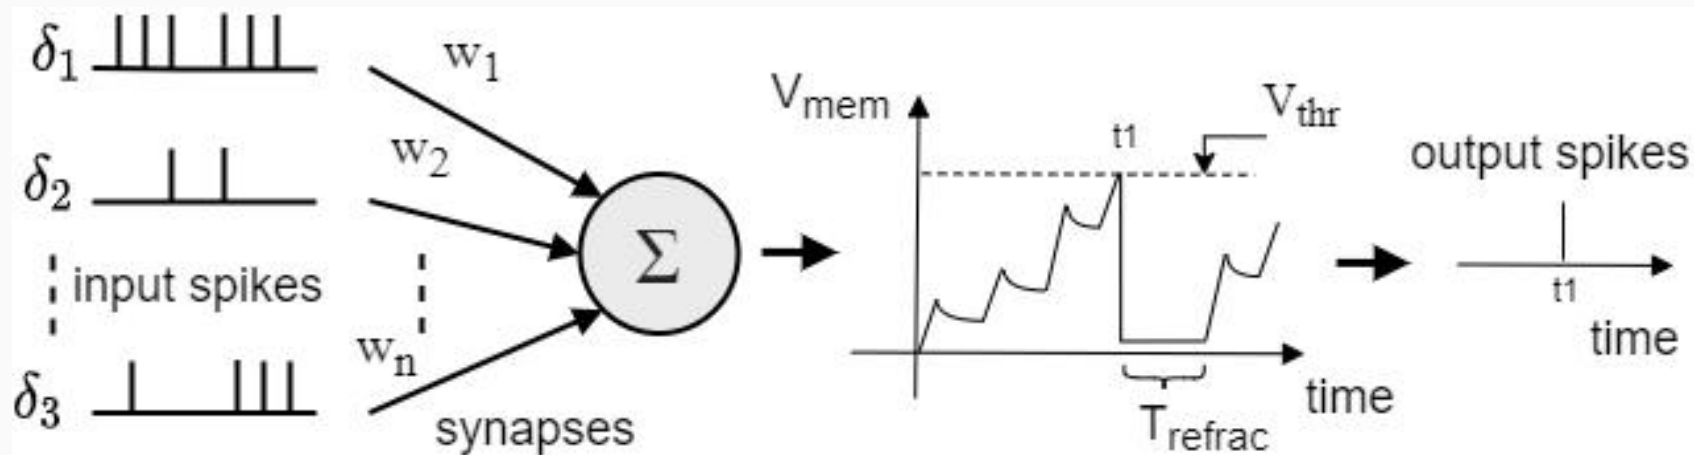 δ1
w1
Vmem
Vthr
t1
w2
output spikes
δ2
Σ
input spikes
t1
time
wn
time
δ3
synapses
Trefrac